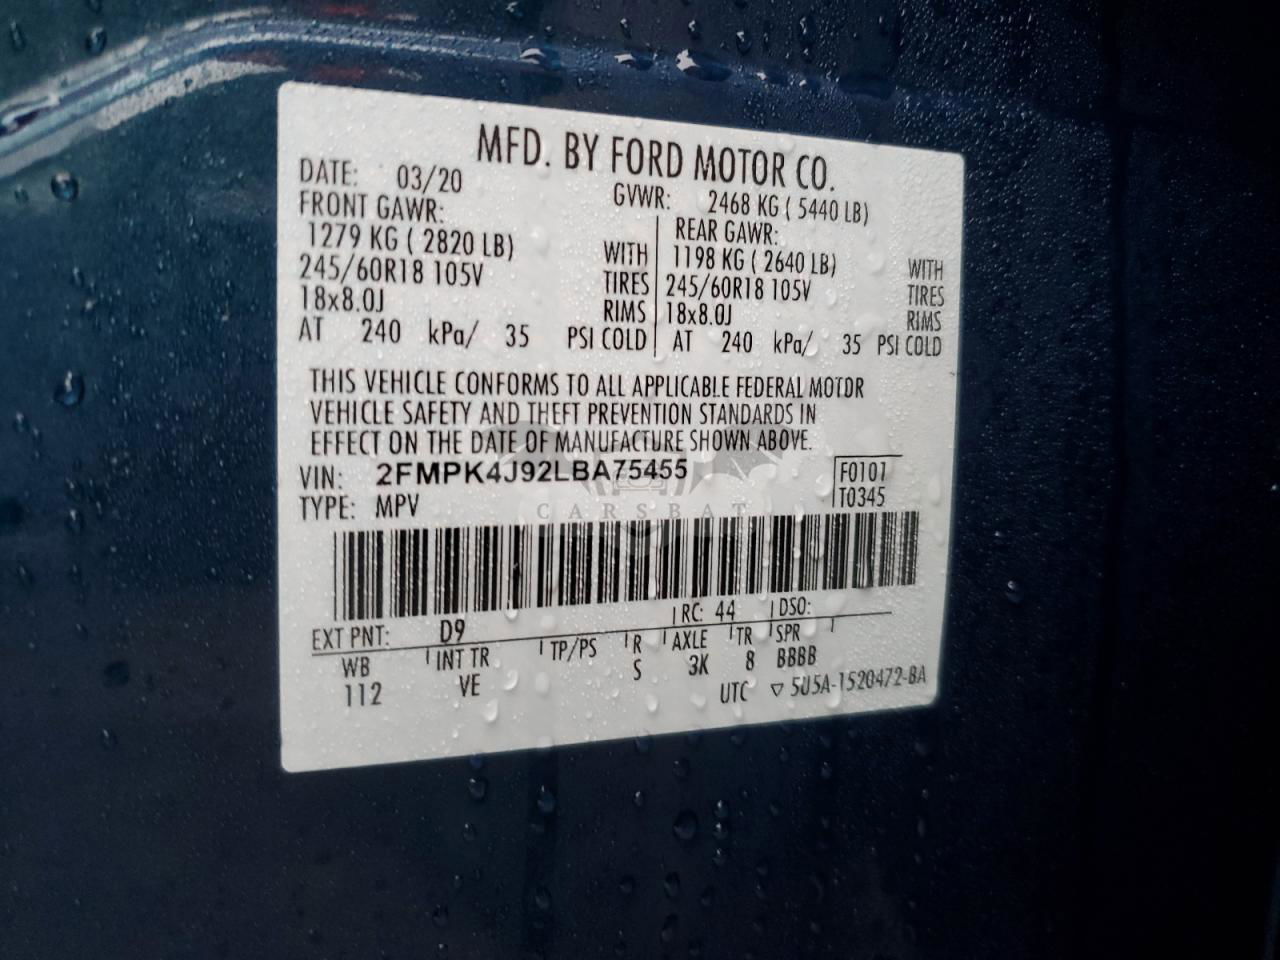 MFD. BY FORD MOTOR CO.
DATE: 03/20
GVWR: 2468 KG ( 5440 LB)
FRONT GAWR:
1279 KG ( 2820 LB) WITH
245/60R18 105V TIRES
18x8.0J RIMS
AT 240 kPa/ 35 PSI COLD
REAR GAWR:
1198 KG ( 2640 LB) WITH
245/60R18 105V TIRES
18x8.0J RIMS
AT 240 kPa/ 35 PSI COLD
THIS VEHICLE CONFORMS TO ALL APPLICABLE FEDERAL MOTOR
VEHICLE SAFETY AND THEFT PREVENTION STANDARDS IN
EFFECT ON THE DATE OF MANUFACTURE SHOWN ABOVE.
VIN: 2FMPK4J92LBA75455
TYPE: MPV
F0101
T0345
CARSBAT
EXT PNT: D9 RC: 44 DSO:
WB INT TR TP/PS R AXLE TR SPR
112 VE S 3K 8 BBBB
UTC ▽ 5U5A-1520472-BA